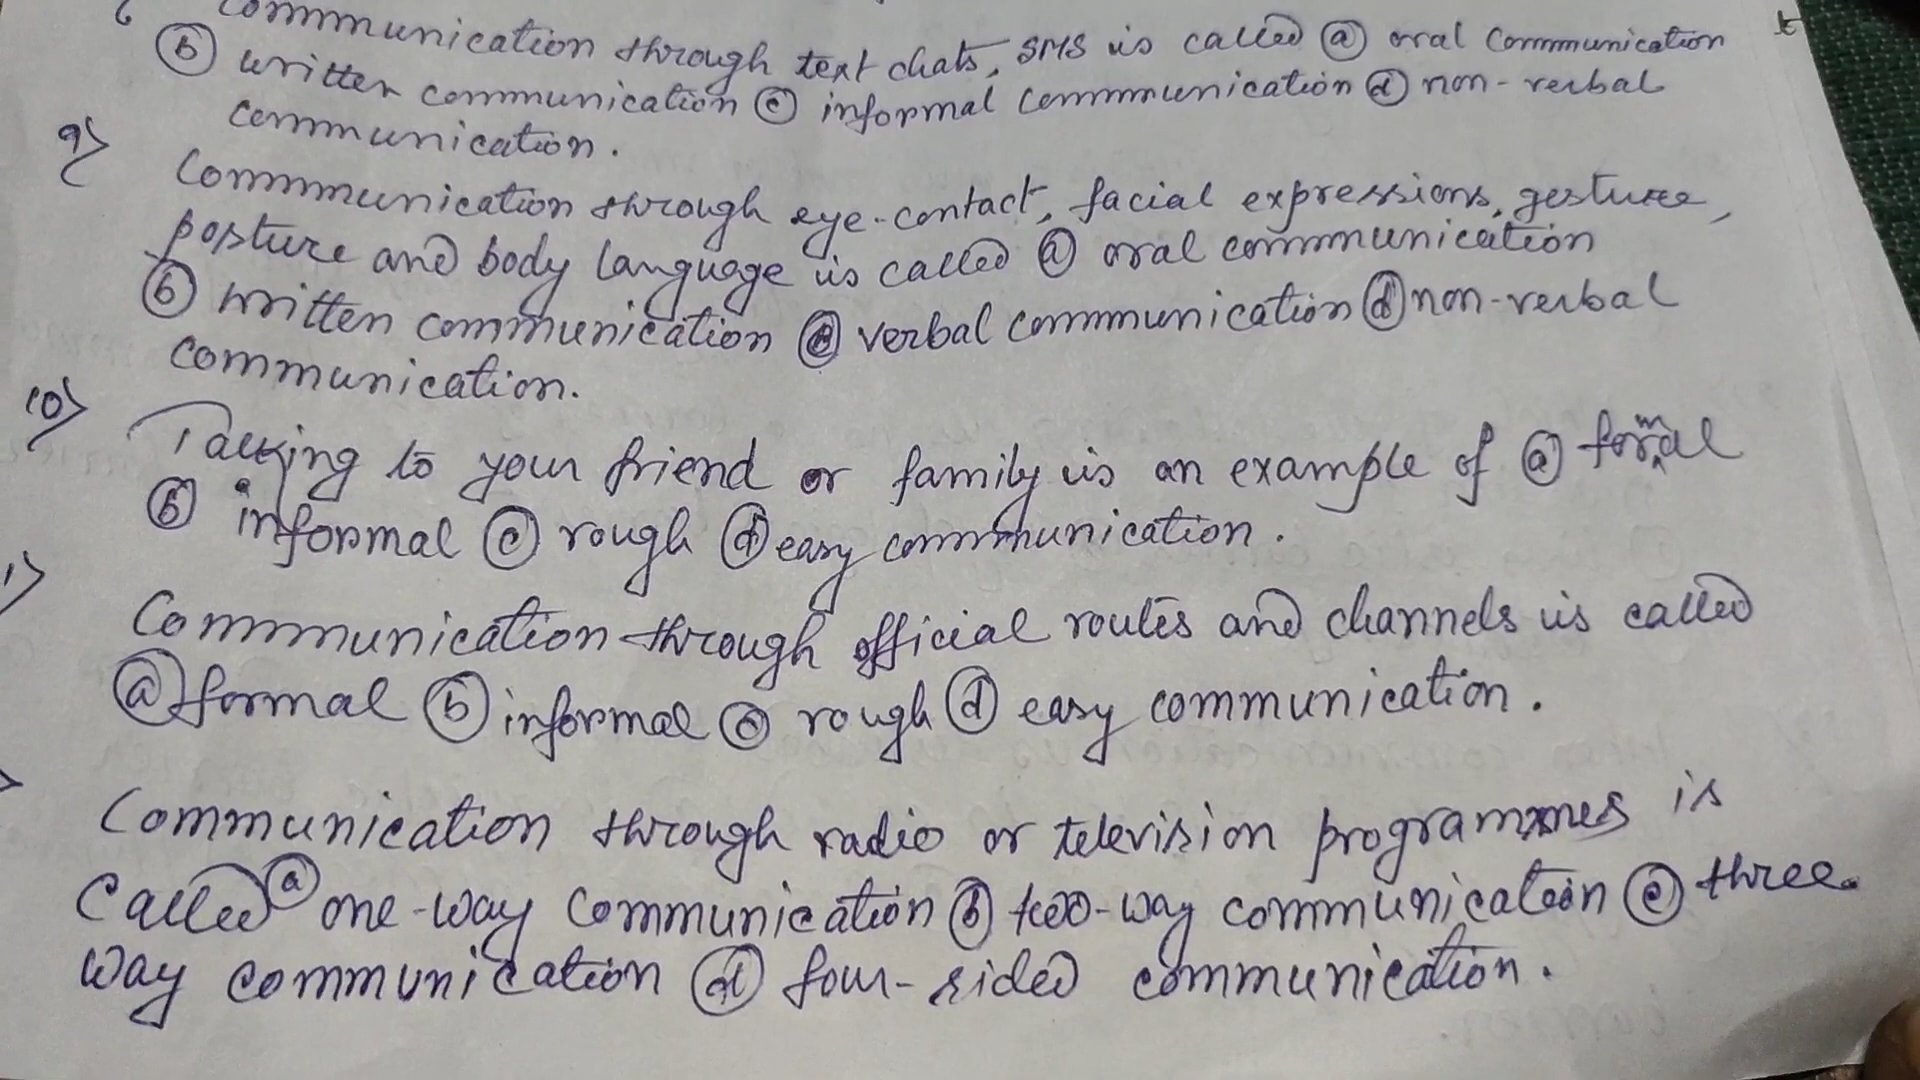 Communication through text chats, SMS is called ⓐ oral communication
ⓑ written communication ⓒ informal communication ⓓ non-verbal
communication.
9> Communication through eye-contact, facial expressions, gesture,
posture and body language is called ⓐ oral communication
ⓑ written communication ⓒ verbal communication ⓓ non-verbal
communication.
10> Talking to your friend or family is an example of ⓐ formal
ⓑ informal ⓒ rough ⓓ easy communication.
1> Communication through official routes and channels is called
ⓐ formal ⓑ informal ⓒ rough ⓓ easy communication.
Communication through radio or television programmes is
called ⓐ one-way communication ⓑ two-way communication ⓒ three-
way communication ⓓ four-sided communication.